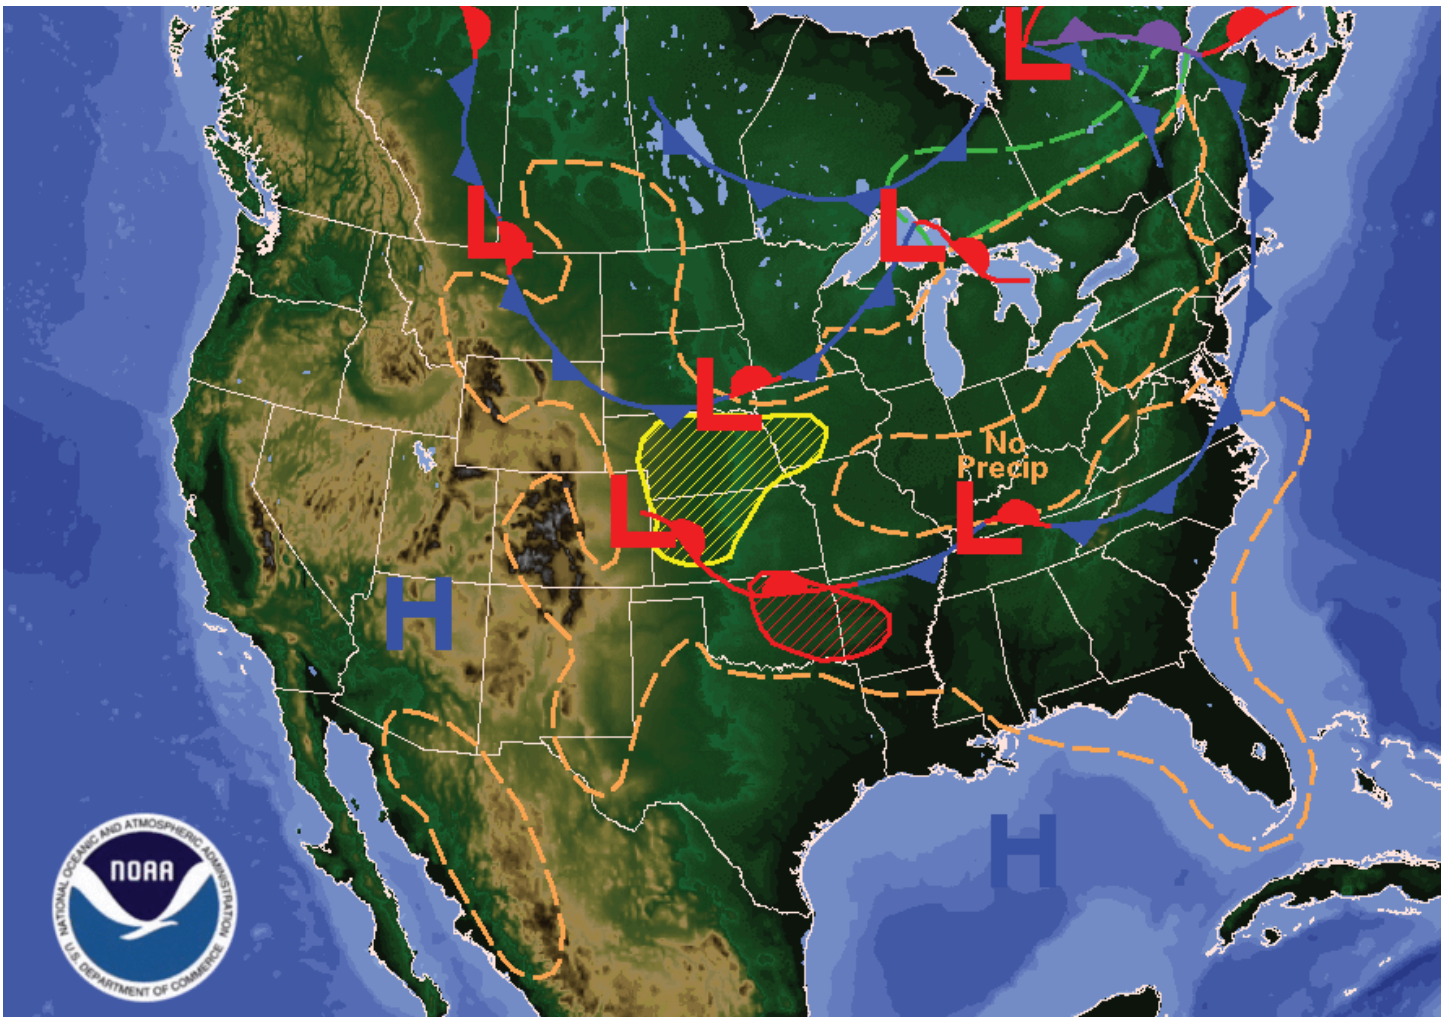 L
L
L
L
No
Precip
L
L
H
H
NATIONAL OCEANIC AND ATMOSPHERIC ADMINISTRATION
NOAA
U.S. DEPARTMENT OF COMMERCE